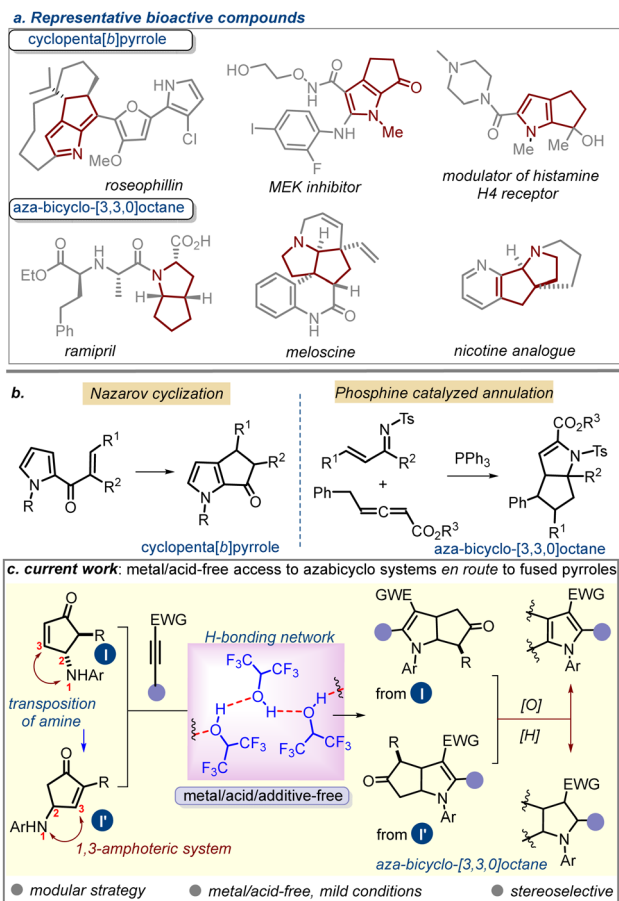 a. Representative bioactive compounds
cyclopenta[b]pyrrole
HO
O
N
H
O
O
HN
O
Cl
N
MeO
I
NH
N
Me
F
N
Me
N
N
O
N
Me
Me
OH
roseophillin
MEK inhibitor
modulator of histamine
H4 receptor
aza-bicyclo-[3,3,0]octane
O
EtO
H
N
O
CO2H
N
H
H
Ph
N
H
H
N
H
O
N
H
N
ramipril
meloscine
nicotine analogue
b.
Nazarov cyclization
Phosphine catalyzed annulation
R1
R2
N
R
O
R1
R2
N
R
O
cyclopenta[b]pyrrole
N
Ts
R1
R2
+
Ph
CO2R3
PPh3
CO2R3
N
Ts
R2
Ph
R1
aza-bicyclo-[3,3,0]octane
c. current work: metal/acid-free access to azabicyclo systems en route to fused pyrroles
O
R
3
2
1
NHAr
I
transposition
of amine
O
R
ArHN
1
2
3
I'
1,3-amphoteric system
EWG
H-bonding network
F3C
CF3
H
O
H
O
H
O
F3C
CF3
F3C
CF3
metal/acid/additive-free
GWE
O
N
Ar
R
from I
R
EWG
O
N
Ar
from I'
aza-bicyclo-[3,3,0]octane
[O]
[H]
EWG
N
Ar
EWG
N
Ar
modular strategy
metal/acid-free, mild conditions
stereoselective